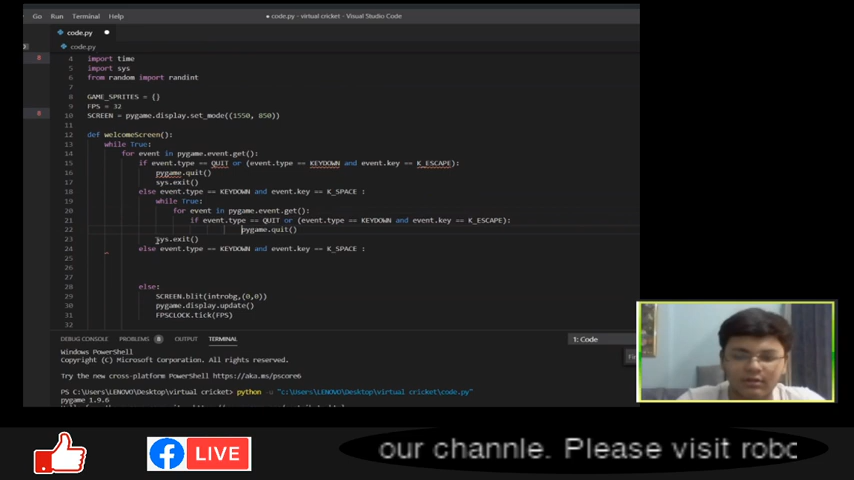 Go Run Terminal Help ● code.py - virtual cricket - Visual Studio Code
code.py ●
code.py
4 import time
5 import sys
6 from random import randint
7
8 GAME_SPRITES = {}
9 FPS = 32
10 SCREEN = pygame.display.set_mode((1550, 850))
11
12 def welcomeScreen():
13 while True:
14 for event in pygame.event.get():
15 if event.type == QUIT or (event.type == KEYDOWN and event.key == K_ESCAPE):
16 pygame.quit()
17 sys.exit()
18 else event.type == KEYDOWN and event.key == K_SPACE :
19 while True:
20 for event in pygame.event.get():
21 if event.type == QUIT or (event.type == KEYDOWN and event.key == K_ESCAPE):
22 pygame.quit()
23 sys.exit()
24 else event.type == KEYDOWN and event.key == K_SPACE :
25
26
27
28 else:
29 SCREEN.blit(introbg,(0,0))
30 pygame.display.update()
31 FPSCLOCK.tick(FPS)
32
DEBUG CONSOLE PROBLEMS 8 OUTPUT TERMINAL 1: Code
Windows PowerShell
Copyright (C) Microsoft Corporation. All rights reserved.
Try the new cross-platform PowerShell https://aka.ms/pscore6
PS C:\Users\LENOVO\Desktop\virtual cricket> python -u "c:\Users\LENOVO\Desktop\virtual cricket\code.py"
pygame 1.9.6
LIVE
our channle. Please visit robo